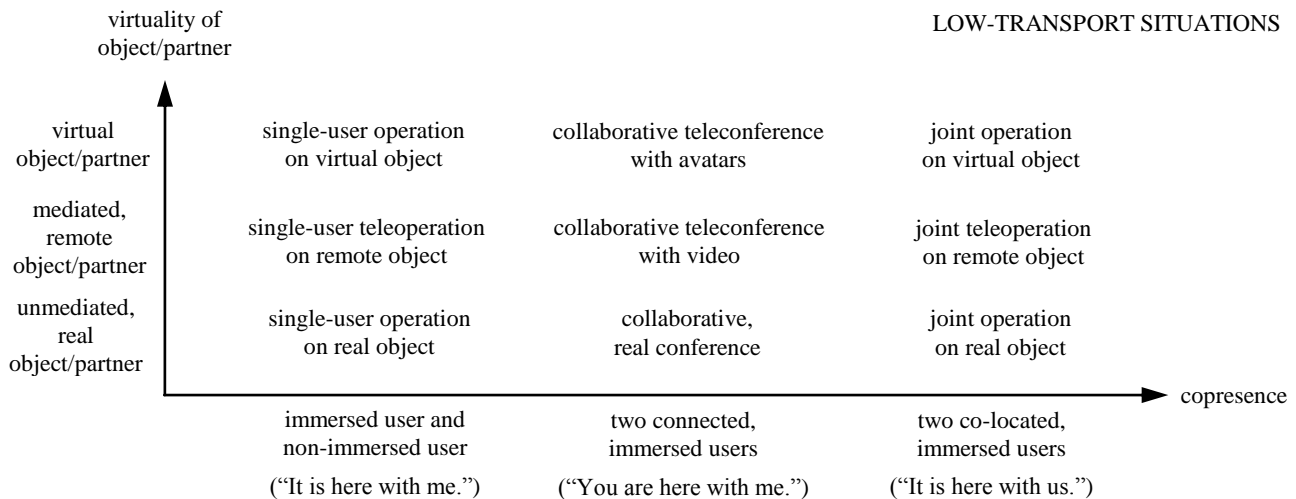 virtuality of
object/partner
LOW-TRANSPORT SITUATIONS
virtual
object/partner
single-user operation
on virtual object
collaborative teleconference
with avatars
joint operation
on virtual object
mediated,
remote
object/partner
single-user teleoperation
on remote object
collaborative teleconference
with video
joint teleoperation
on remote object
unmediated,
real
object/partner
single-user operation
on real object
collaborative,
real conference
joint operation
on real object
copresence
immersed user and
non-immersed user
(“It is here with me.”)
two connected,
immersed users
(“You are here with me.”)
two co-located,
immersed users
(“It is here with us.”)